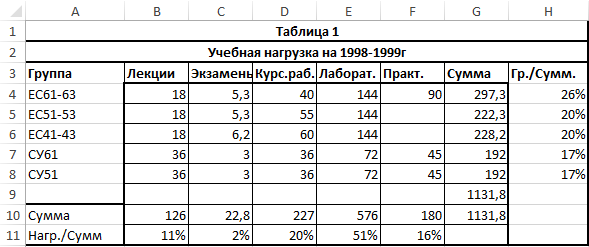 A B C D E F G H
1 Таблица 1
2 Учебная нагрузка на 1998-1999г
3 Группа Лекции Экзамень Курс.раб. Лаборат. Практ. Сумма Гр./Сумм.
4 ЕС61-63 18 5,3 40 144 90 297,3 26%
5 ЕС51-53 18 5,3 55 144 222,3 20%
6 ЕС41-43 18 6,2 60 144 228,2 20%
7 СУ61 36 3 36 72 45 192 17%
8 СУ51 36 3 36 72 45 192 17%
9 1131,8
10 Сумма 126 22,8 227 576 180 1131,8
11 Нагр./Сумм 11% 2% 20% 51% 16%